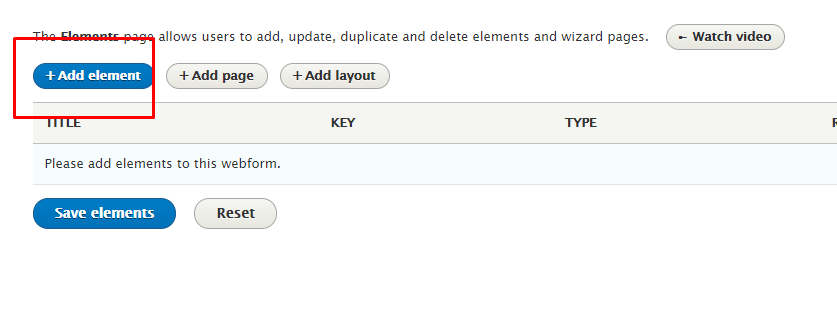 The Elements page allows users to add, update, duplicate and delete elements and wizard pages. Watch video
+ Add element + Add page + Add layout
TITLE KEY TYPE
Please add elements to this webform.
Save elements Reset